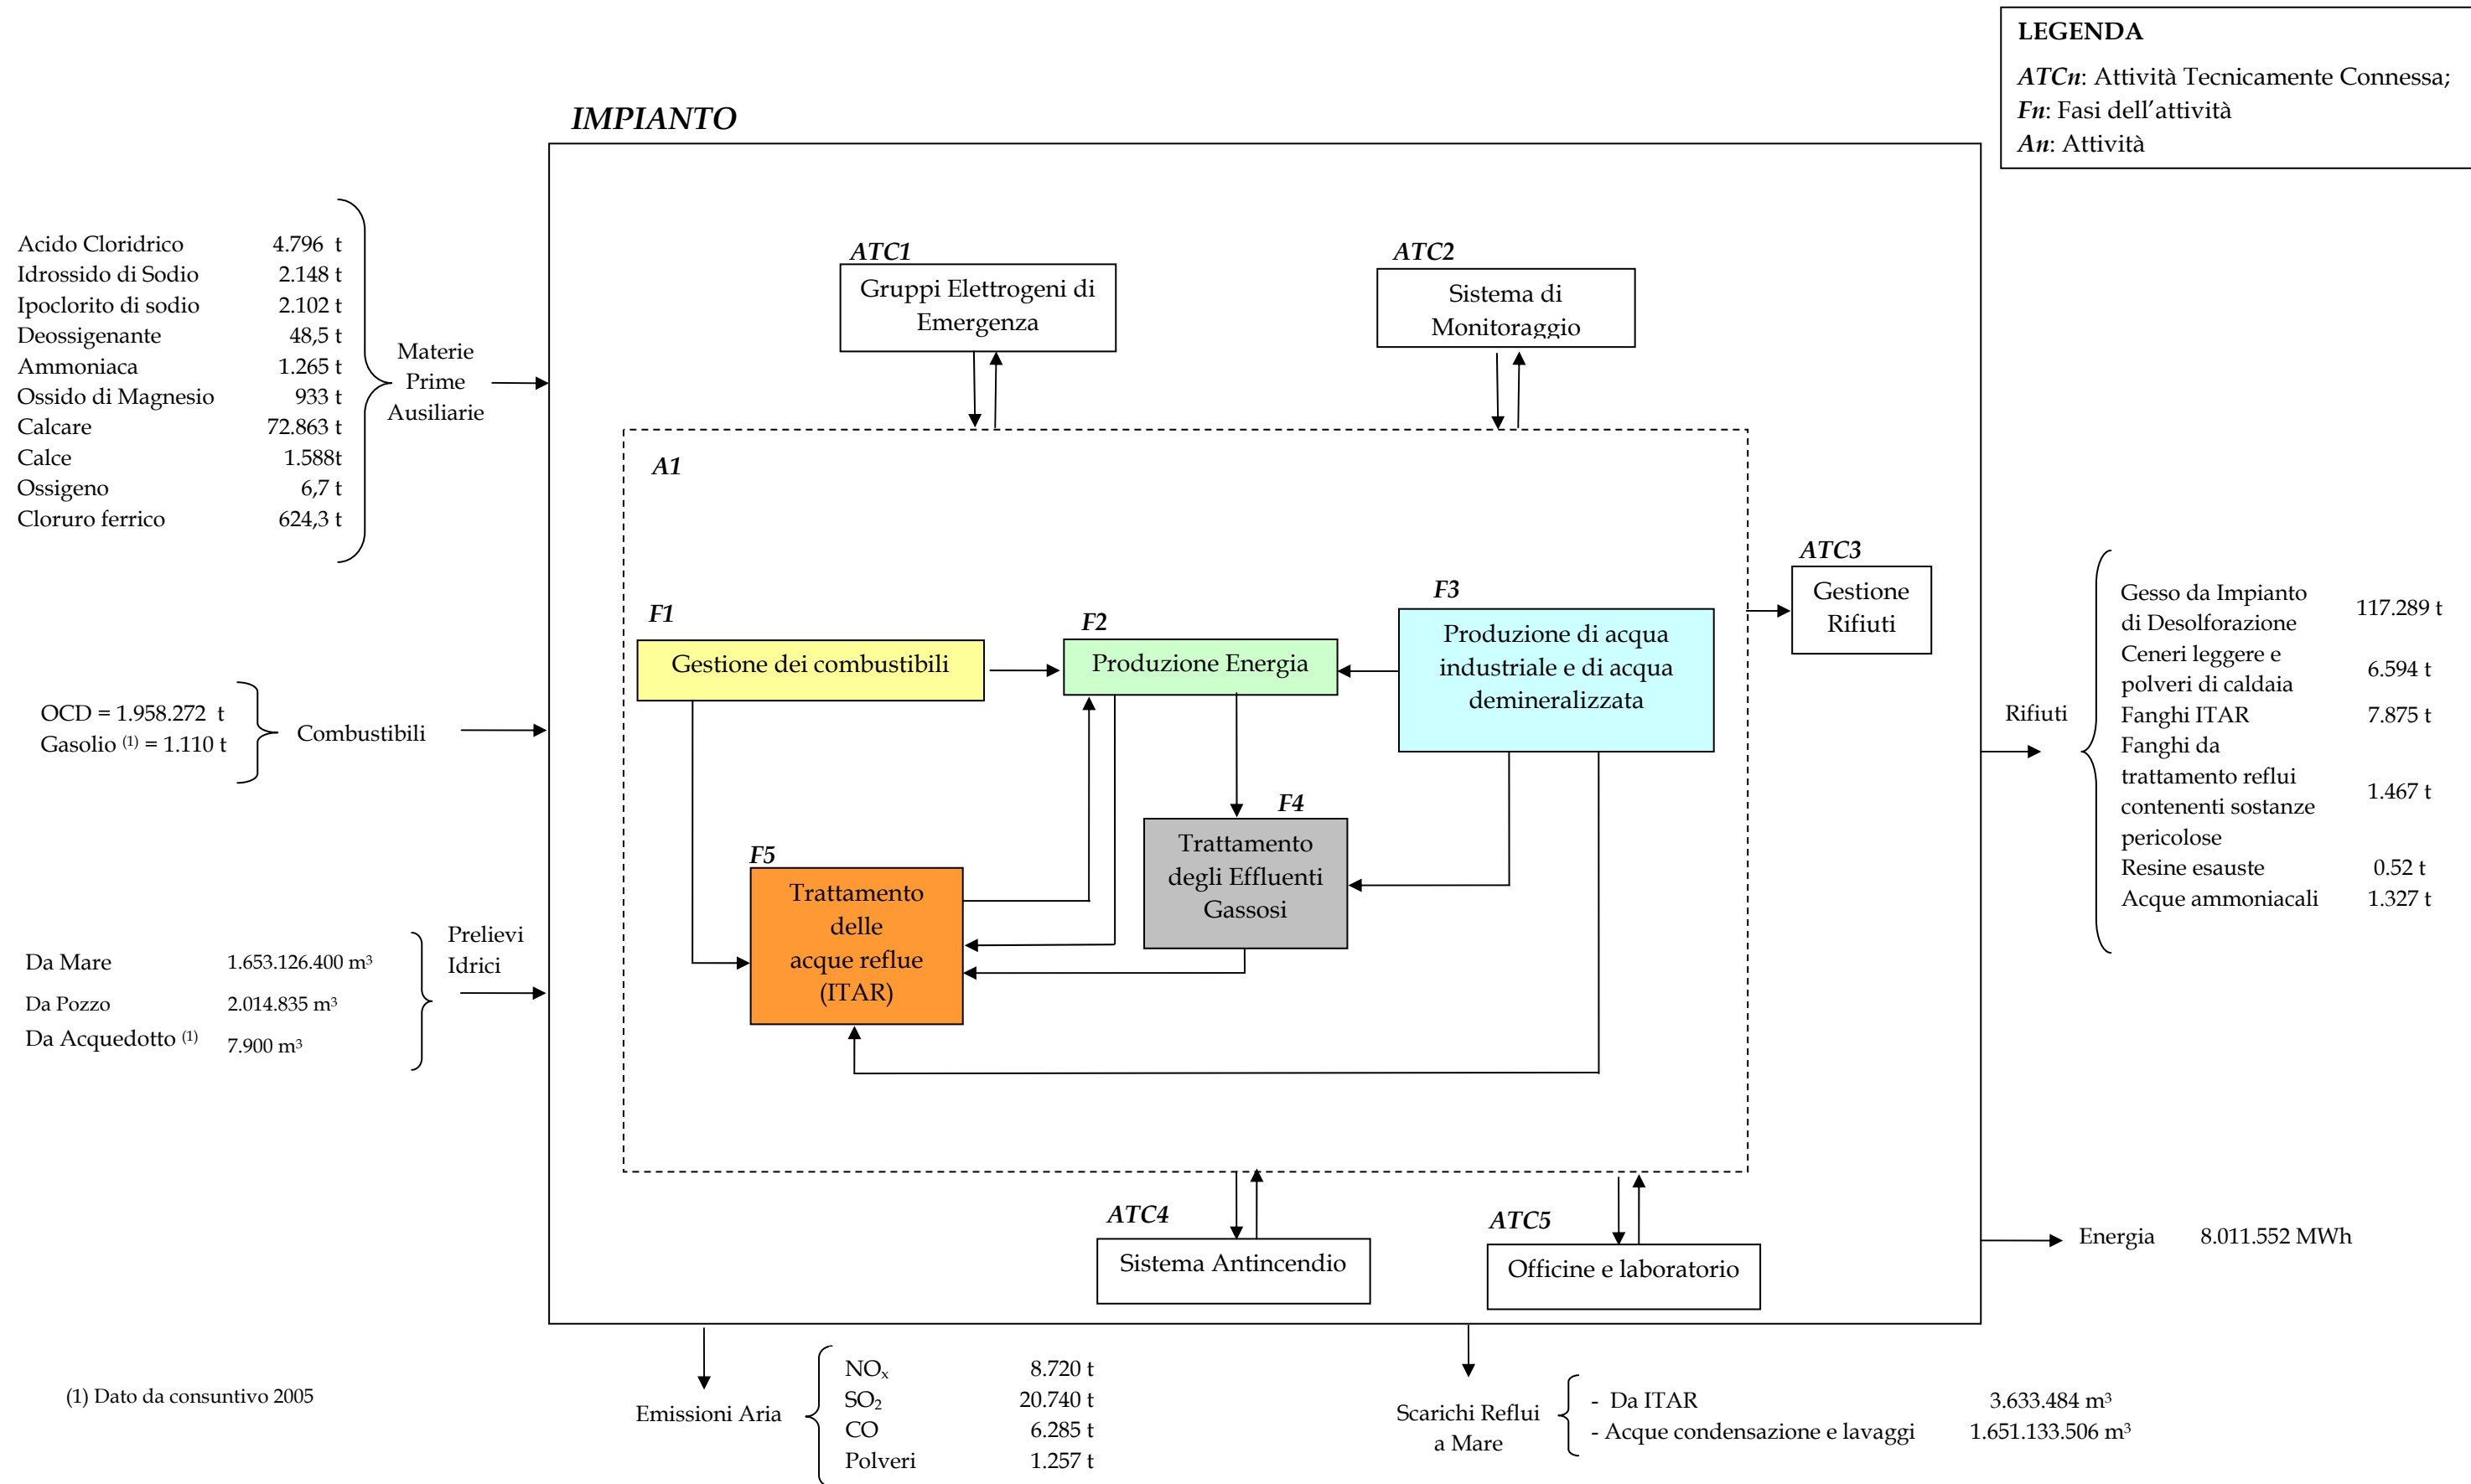 LEGENDA
ATCn: Attività Tecnicamente Connessa;
Fn: Fasi dell'attività
An: Attività
IMPIANTO
Acido Cloridrico 4.796 t
Idrossido di Sodio 2.148 t
Ipoclorito di sodio 2.102 t
Deossigenante 48,5 t
Ammoniaca 1.265 t
Ossido di Magnesio 933 t
Calcare 72.863 t
Calce 1.588t
Ossigeno 6,7 t
Cloruro ferrico 624,3 t
Materie
Prime
Ausiliarie
OCD = 1.958.272 t
Gasolio (1) = 1.110 t
Combustibili
Da Mare 1.653.126.400 m³
Da Pozzo 2.014.835 m³
Da Acquedotto (1) 7.900 m³
Prelievi
Idrici
ATC1
Gruppi Elettrogeni di
Emergenza
ATC2
Sistema di
Monitoraggio
A1
F1
Gestione dei combustibili
F2
Produzione Energia
F3
Produzione di acqua
industriale e di acqua
demineralizzata
F4
Trattamento
degli Effluenti
Gassosi
F5
Trattamento
delle
acque reflue
(ITAR)
ATC3
Gestione
Rifiuti
ATC4
Sistema Antincendio
ATC5
Officine e laboratorio
Rifiuti
Gesso da Impianto
di Desolforazione 117.289 t
Ceneri leggere e
polveri di caldaia 6.594 t
Fanghi ITAR 7.875 t
Fanghi da
trattamento reflui
contenenti sostanze 1.467 t
pericolose
Resine esauste 0.52 t
Acque ammoniacali 1.327 t
Energia 8.011.552 MWh
(1) Dato da consuntivo 2005
Emissioni Aria
NOₓ 8.720 t
SO₂ 20.740 t
CO 6.285 t
Polveri 1.257 t
Scarichi Reflui
a Mare
- Da ITAR 3.633.484 m³
- Acque condensazione e lavaggi 1.651.133.506 m³